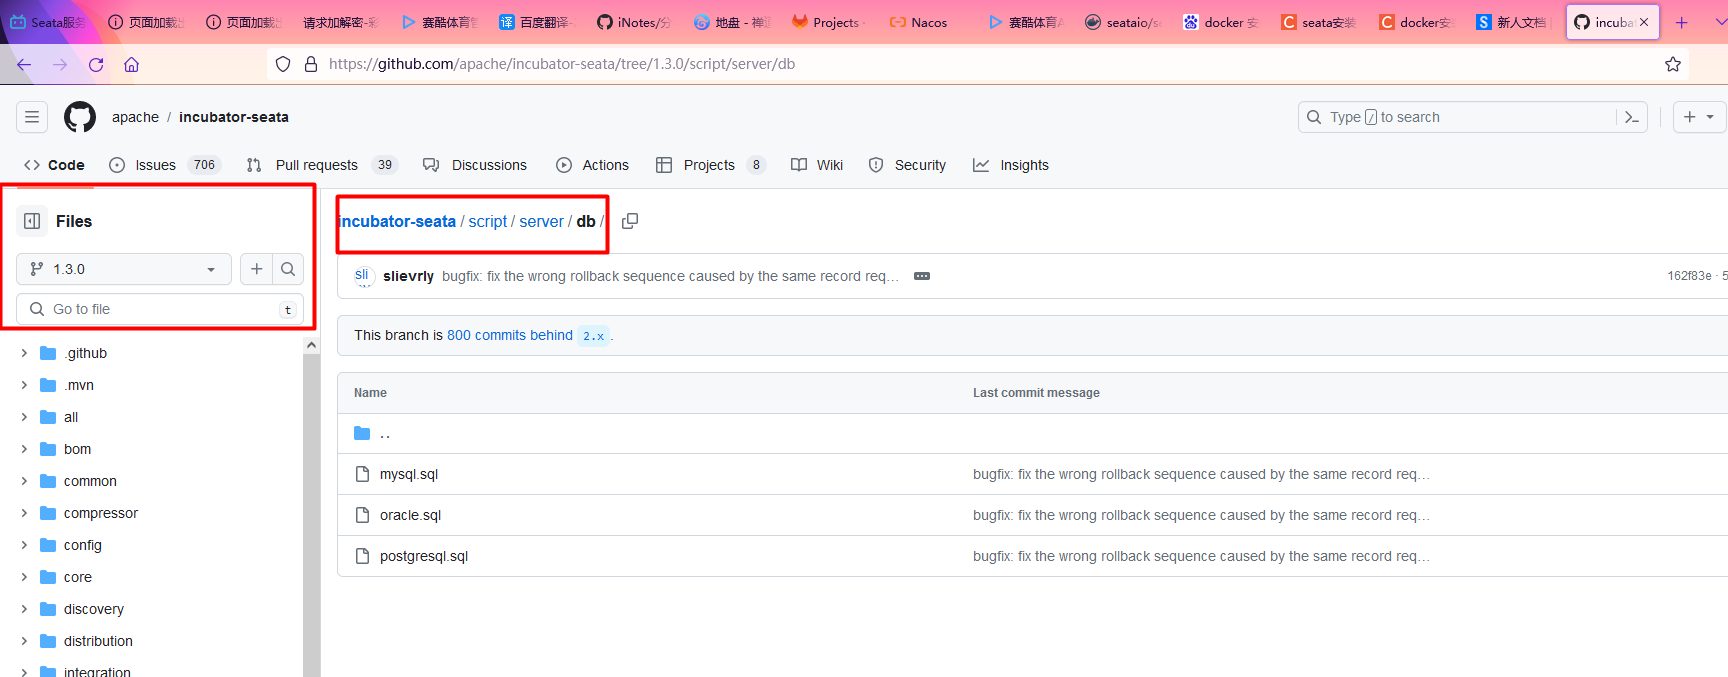 Seata服务
页面加载出
页面加载出
请求加解密-彩
赛酷体育管
百度翻译-
iNotes/分
地盘 - 禅道
Projects ·
Nacos
赛酷体育A
seataio/se
docker 安
seata安装
docker安
新人文档
incubat
https://github.com/apache/incubator-seata/tree/1.3.0/script/server/db
apache / incubator-seata
Type / to search
Code
Issues 706
Pull requests 39
Discussions
Actions
Projects 8
Wiki
Security
Insights
Files
1.3.0
Go to file t
.github
.mvn
all
bom
common
compressor
config
core
discovery
distribution
integration
incubator-seata / script / server / db /
slievrly bugfix: fix the wrong rollback sequence caused by the same record req… 162f83e · 5
This branch is 800 commits behind 2.x .
Name Last commit message
..
mysql.sql bugfix: fix the wrong rollback sequence caused by the same record req…
oracle.sql bugfix: fix the wrong rollback sequence caused by the same record req…
postgresql.sql bugfix: fix the wrong rollback sequence caused by the same record req…